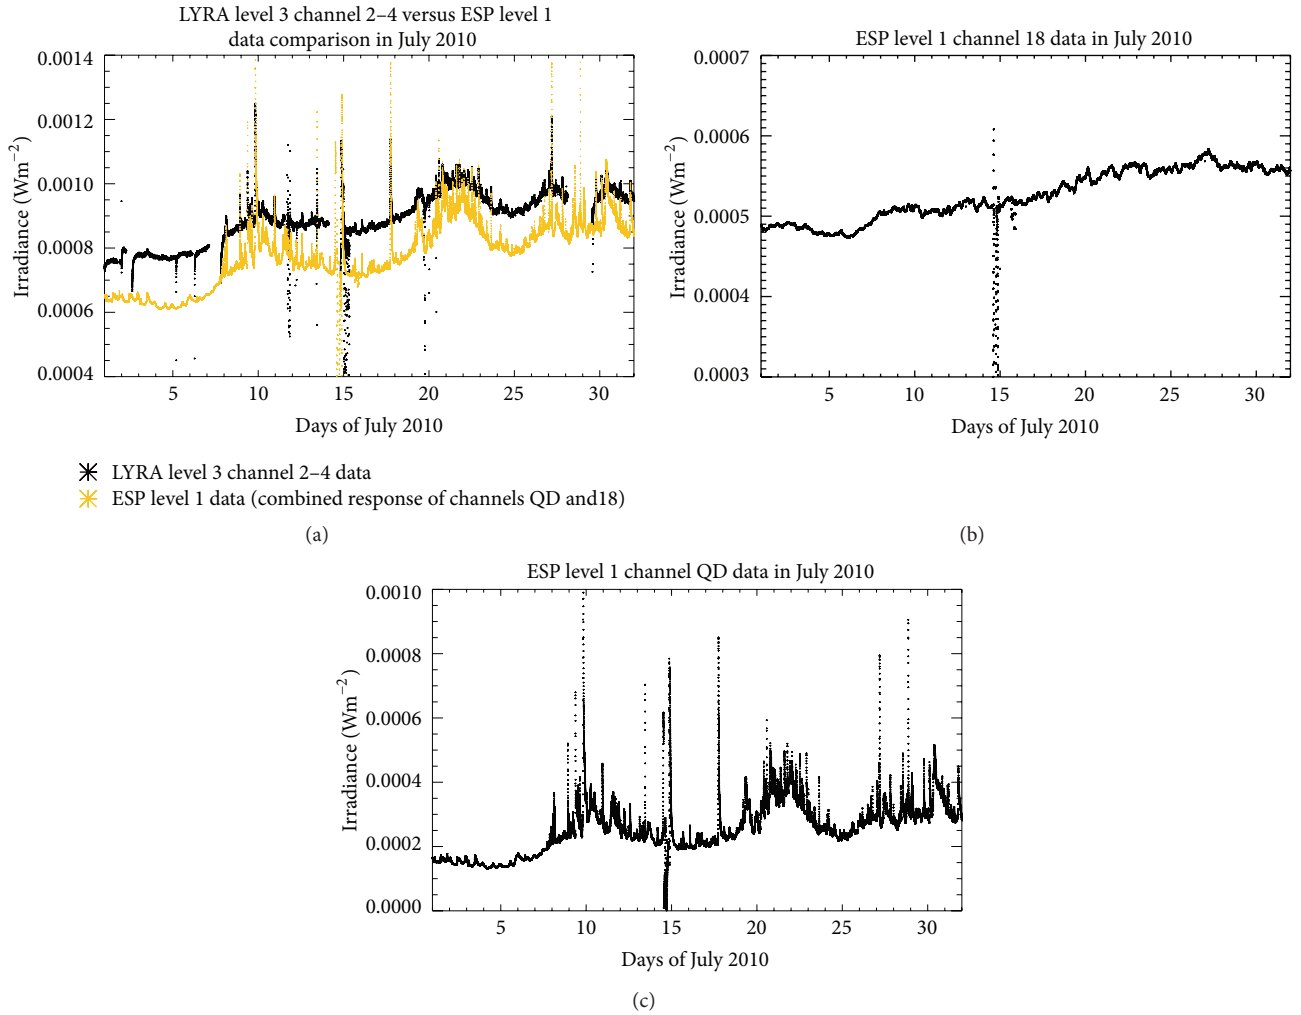 LYRA level 3 channel 2–4 versus ESP level 1
data comparison in July 2010
0.0014
0.0012
0.0010
0.0008
0.0006
0.0004
Irradiance (Wm−2)
5 10 15 20 25 30
Days of July 2010
LYRA level 3 channel 2–4 data
ESP level 1 data (combined response of channels QD and18)
(a)
ESP level 1 channel 18 data in July 2010
0.0007
0.0006
0.0005
0.0004
0.0003
Irradiance (Wm−2)
5 10 15 20 25 30
Days of July 2010
(b)
ESP level 1 channel QD data in July 2010
0.0010
0.0008
0.0006
0.0004
0.0002
0.0000
Irradiance (Wm−2)
5 10 15 20 25 30
Days of July 2010
(c)